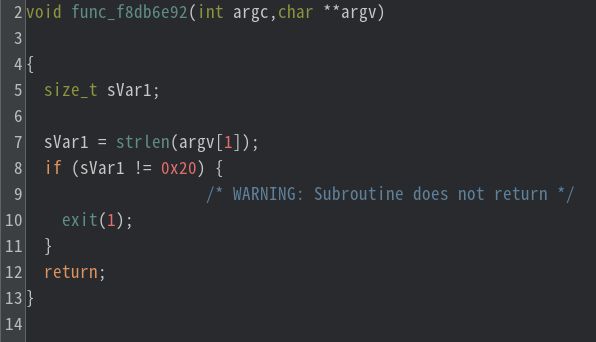 2 void func_f8db6e92(int argc,char **argv)
3
4 {
5   size_t sVar1;
6
7   sVar1 = strlen(argv[1]);
8   if (sVar1 != 0x20) {
9                     /* WARNING: Subroutine does not return */
10     exit(1);
11   }
12   return;
13 }
14